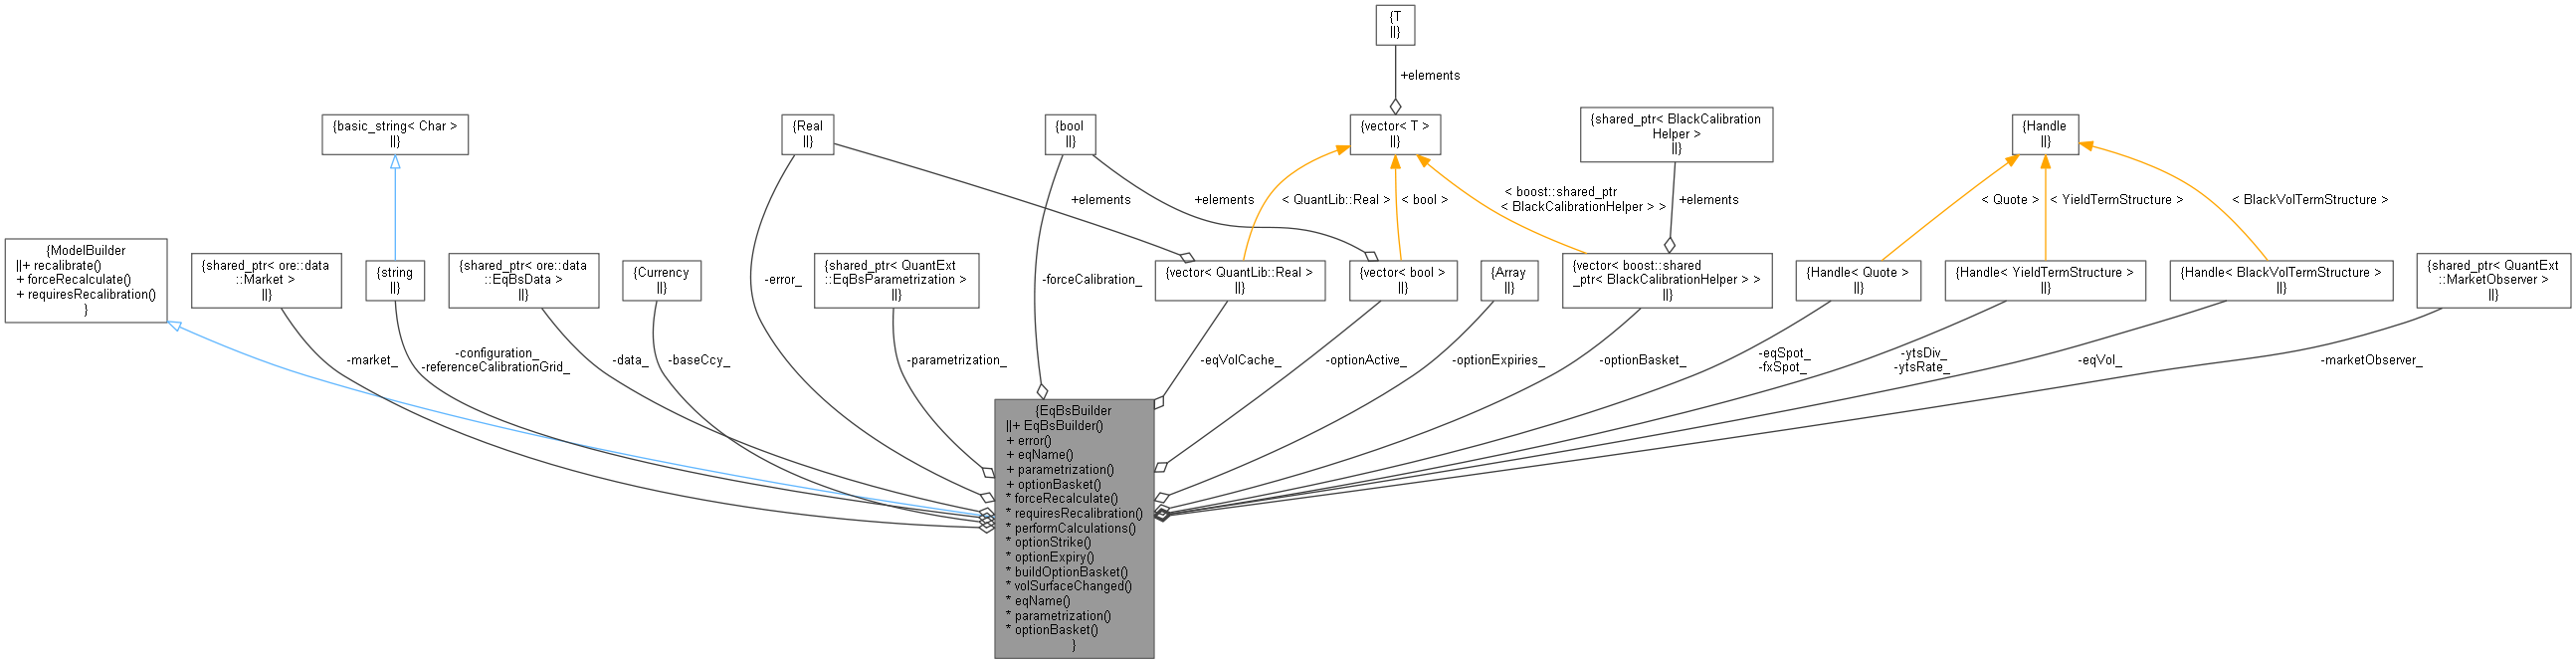 {T
||}
+elements
{basic_string< Char >
||}
{Real
||}
{bool
||}
{vector< T >
||}
{shared_ptr< BlackCalibration
Helper >
||}
{Handle
||}
+elements
+elements
< QuantLib::Real >
< bool >
< boost::shared_ptr
< BlackCalibrationHelper > >
+elements
< Quote >
< YieldTermStructure >
< BlackVolTermStructure >
{ModelBuilder
||+ recalibrate()
+ forceRecalculate()
+ requiresRecalibration()
}
{shared_ptr< ore::data
::Market >
||}
{string
||}
{shared_ptr< ore::data
::EqBsData >
||}
{Currency
||}
-error_
{shared_ptr< QuantExt
::EqBsParametrization >
||}
-forceCalibration_
{vector< QuantLib::Real >
||}
{vector< bool >
||}
{Array
||}
{vector< boost::shared
_ptr< BlackCalibrationHelper > >
||}
{Handle< Quote >
||}
{Handle< YieldTermStructure >
||}
{Handle< BlackVolTermStructure >
||}
{shared_ptr< QuantExt
::MarketObserver >
||}
-market_
-configuration_
-referenceCalibrationGrid_
-data_
-baseCcy_
-parametrization_
-eqVolCache_
-optionActive_
-optionExpiries_
-optionBasket_
-eqSpot_
-fxSpot_
-ytsDiv_
-ytsRate_
-eqVol_
-marketObserver_
{EqBsBuilder
||+ EqBsBuilder()
+ error()
+ eqName()
+ parametrization()
+ optionBasket()
* forceRecalculate()
* requiresRecalibration()
* performCalculations()
* optionStrike()
* optionExpiry()
* buildOptionBasket()
* volSurfaceChanged()
* eqName()
* parametrization()
* optionBasket()
}